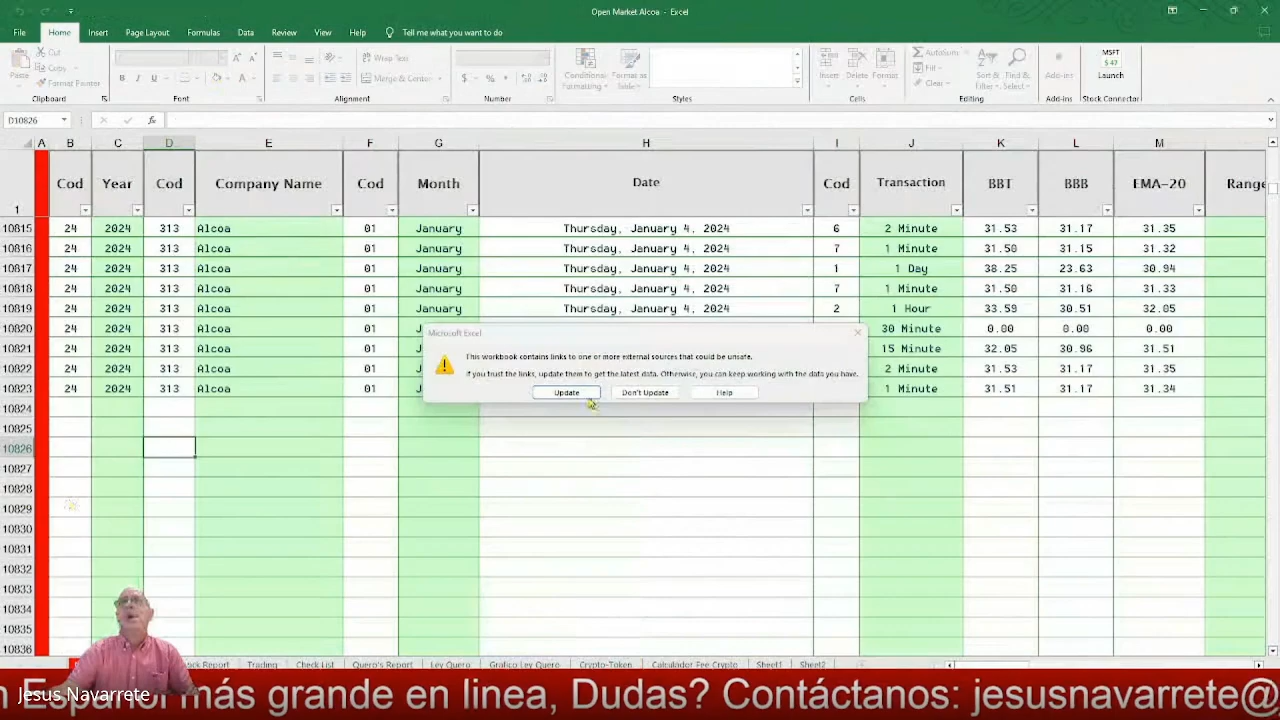 Open Market Alcoa - Excel
File Home Insert Page Layout Formulas Data Review View Help Tell me what you want to do
Paste Cut Copy Format Painter Clipboard
B I U Font
Wrap Text Merge & Center Alignment
$ % Number
Conditional Formatting Format as Table Styles
Insert Delete Format Cells
AutoSum Fill Clear Sort & Filter Find & Select Editing
Add-ins Add-ins
MSFT $ 47 Launch Stock Connector
D10826 fx
A B C D E F G H I J K L M
1 Cod Year Cod Company Name Cod Month Date Cod Transaction BBT BBB EMA-20 Range
10815 24 2024 313 Alcoa 01 January Thursday, January 4, 2024 6 2 Minute 31.53 31.17 31.35
10816 24 2024 313 Alcoa 01 January Thursday, January 4, 2024 7 1 Minute 31.50 31.15 31.32
10817 24 2024 313 Alcoa 01 January Thursday, January 4, 2024 1 1 Day 38.25 23.63 30.94
10818 24 2024 313 Alcoa 01 January Thursday, January 4, 2024 7 1 Minute 31.50 31.16 31.33
10819 24 2024 313 Alcoa 01 January Thursday, January 4, 2024 2 1 Hour 33.59 30.51 32.05
10820 24 2024 313 Alcoa 01 30 Minute 0.00 0.00 0.00
10821 24 2024 313 Alcoa 01 15 Minute 32.05 30.96 31.51
10822 24 2024 313 Alcoa 01 2 Minute 31.53 31.17 31.35
10823 24 2024 313 Alcoa 01 1 Minute 31.51 31.17 31.34
Microsoft Excel
This workbook contains links to one or more external sources that could be unsafe.
If you trust the links, update them to get the latest data. Otherwise, you can keep working with the data you have.
Update Don't Update Help
10824
10825
10826
10827
10828
10829
10830
10831
10832
10833
10834
10835
10836
Report Trading Check List Quero's Report Ley Quero Grafico Ley Quero Crypto-Token Calculador Fee Crypto Sheet1 Sheet2
Jesus Navarrete
Español más grande en linea, Dudas? Contáctanos: jesusnavarrete@